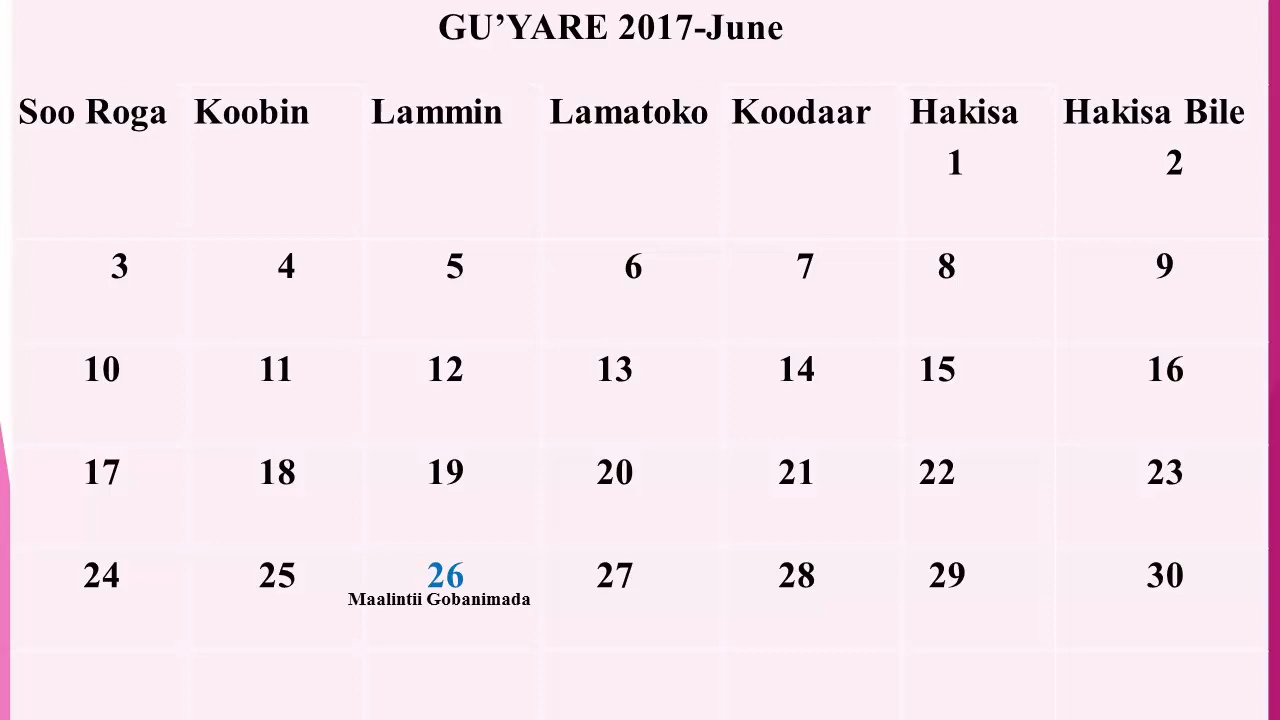 GU’YARE 2017-June
Soo Roga Koobin Lammin Lamatoko Koodaar Hakisa Hakisa Bile
1 2
3 4 5 6 7 8 9
10 11 12 13 14 15 16
17 18 19 20 21 22 23
24 25 26 27 28 29 30
Maalintii Gobanimada